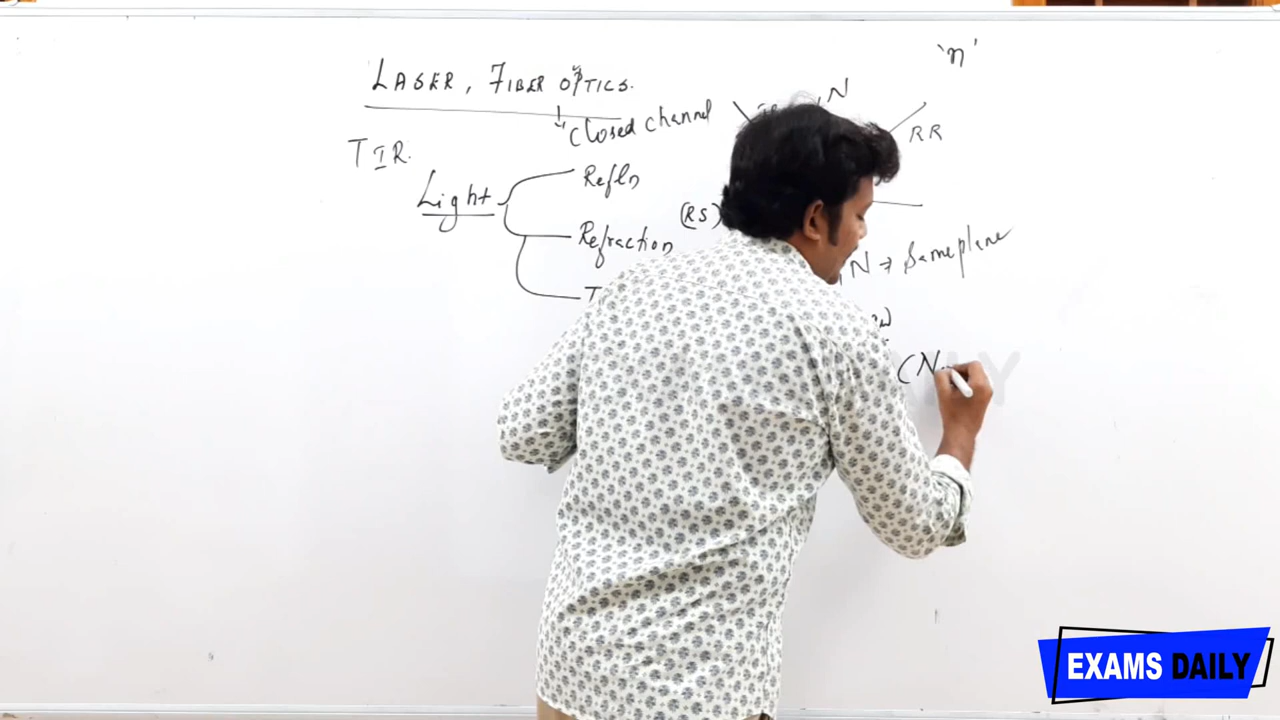 LASER, FIBER OPTICS.
'n'
Closed channel
N
TIR.
RR
Light
Refln
(RS)
Refraction
N → Same plane
(N
EXAMS DAILY